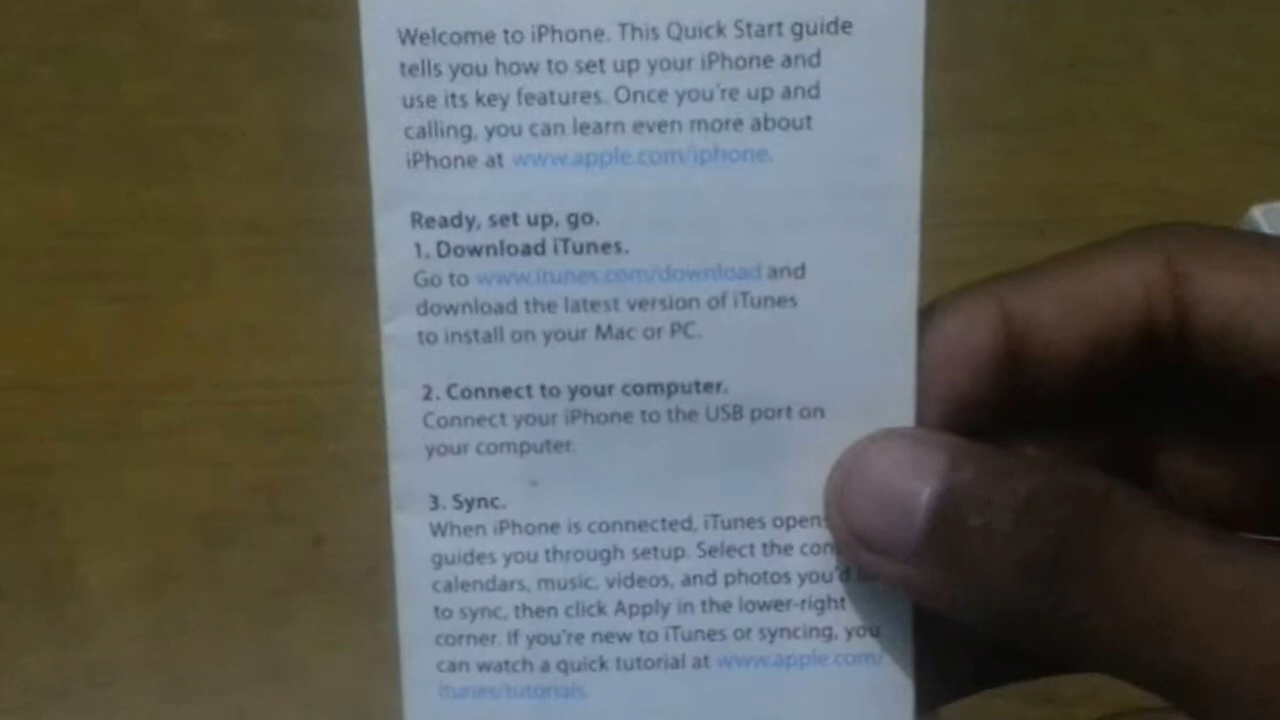 Welcome to iPhone. This Quick Start guide
tells you how to set up your iPhone and
use its key features. Once you're up and
calling, you can learn even more about
iPhone at www.apple.com/iphone.
Ready, set up, go.
1. Download iTunes.
Go to www.itunes.com/download and
download the latest version of iTunes
to install on your Mac or PC.
2. Connect to your computer.
Connect your iPhone to the USB port on
your computer.
3. Sync.
When iPhone is connected, iTunes opens
guides you through setup. Select the
calendars, music, videos, and photos you'd
to sync, then click Apply in the lower-right
corner. If you're new to iTunes or syncing, you
can watch a quick tutorial at www.apple.com/
itunes/tutorials.